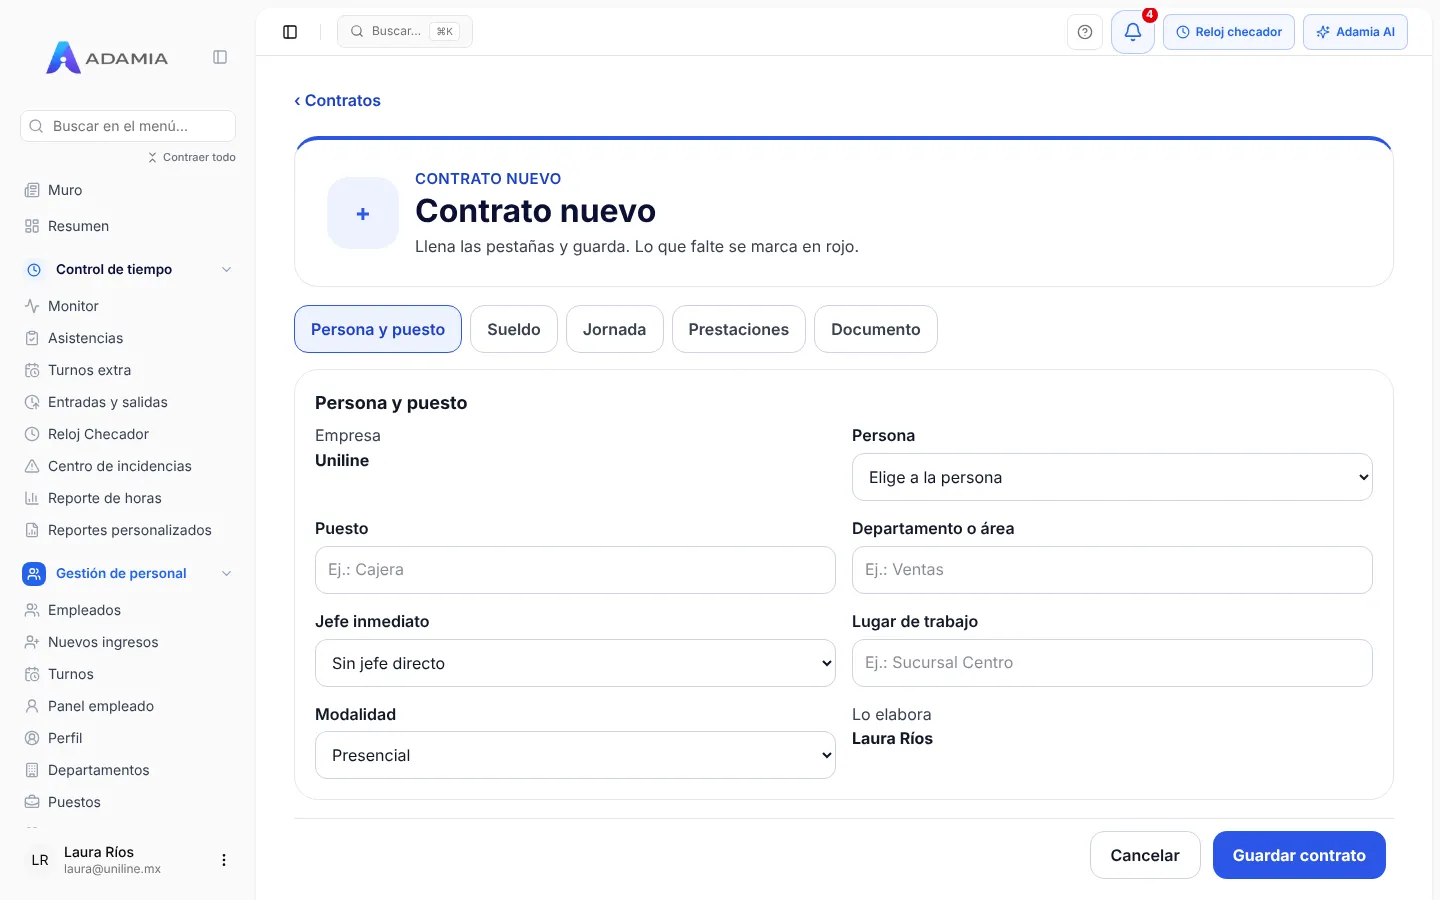 ADAMIA
Buscar en el menú...
Contraer todo
Muro
Resumen
Control de tiempo
Monitor
Asistencias
Turnos extra
Entradas y salidas
Reloj Checador
Centro de incidencias
Reporte de horas
Reportes personalizados
Gestión de personal
Empleados
Nuevos ingresos
Turnos
Panel empleado
Perfil
Departamentos
Puestos
LR
Laura Ríos
laura@uniline.mx
Buscar...
⌘K
4
Reloj checador
Adamia AI
‹ Contratos
+
CONTRATO NUEVO
Contrato nuevo
Llena las pestañas y guarda. Lo que falte se marca en rojo.
Persona y puesto
Sueldo
Jornada
Prestaciones
Documento
Persona y puesto
Empresa
Uniline
Persona
Elige a la persona
Puesto
Ej.: Cajera
Departamento o área
Ej.: Ventas
Jefe inmediato
Sin jefe directo
Lugar de trabajo
Ej.: Sucursal Centro
Modalidad
Presencial
Lo elabora
Laura Ríos
Cancelar
Guardar contrato